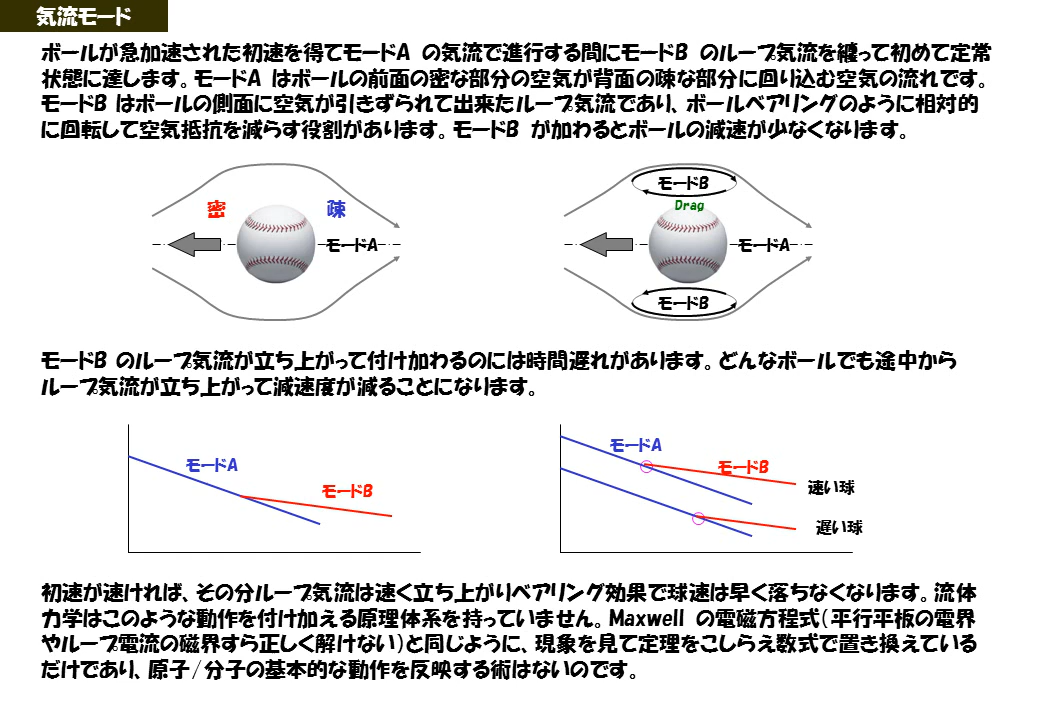 気流モード
ボールが急加速された初速を得てモードA の気流で進行する間にモードB のループ気流を纏って初めて定常
状態に達します。モードA はボールの前面の密な部分の空気が背面の疎な部分に回り込む空気の流れです。
モードB はボールの側面に空気が引きずられて出来たループ気流であり、ボールベアリングのように相対的
に回転して空気抵抗を減らす役割があります。モードB が加わるとボールの減速が少なくなります。
密 疎
モードA
モードB
Drag
モードA
モードB
モードB のループ気流が立ち上がって付け加わるのには時間遅れがあります。どんなボールでも途中から
ループ気流が立ち上がって減速度が減ることになります。
モードA
モードB
モードA
モードB
速い球
遅い球
初速が速ければ、その分ループ気流は速く立ち上がりベアリング効果で球速は早く落ちなくなります。流体
力学はこのような動作を付け加える原理体系を持っていません。Maxwell の電磁方程式(平行平板の電界
やループ電流の磁界すら正しく解けない)と同じように、現象を見て定理をこしらえ数式で置き換えている
だけであり、原子/分子の基本的な動作を反映する術はないのです。